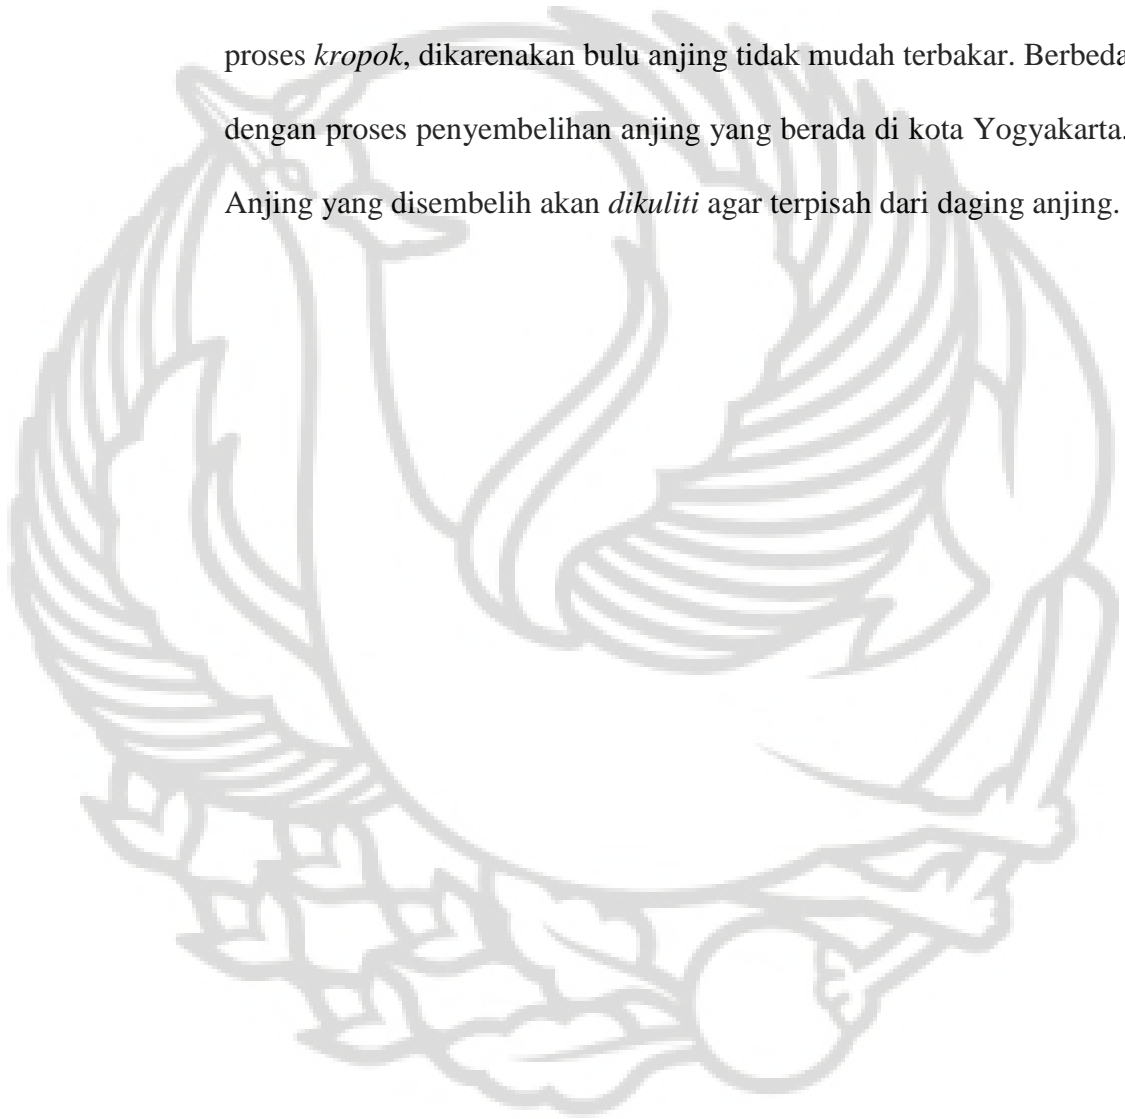 proses kropok, dikarenakan bulu anjing tidak mudah terbakar. Berbeda
dengan proses penyembelihan anjing yang berada di kota Yogyakarta.
Anjing yang disembelih akan dikuliti agar terpisah dari daging anjing.